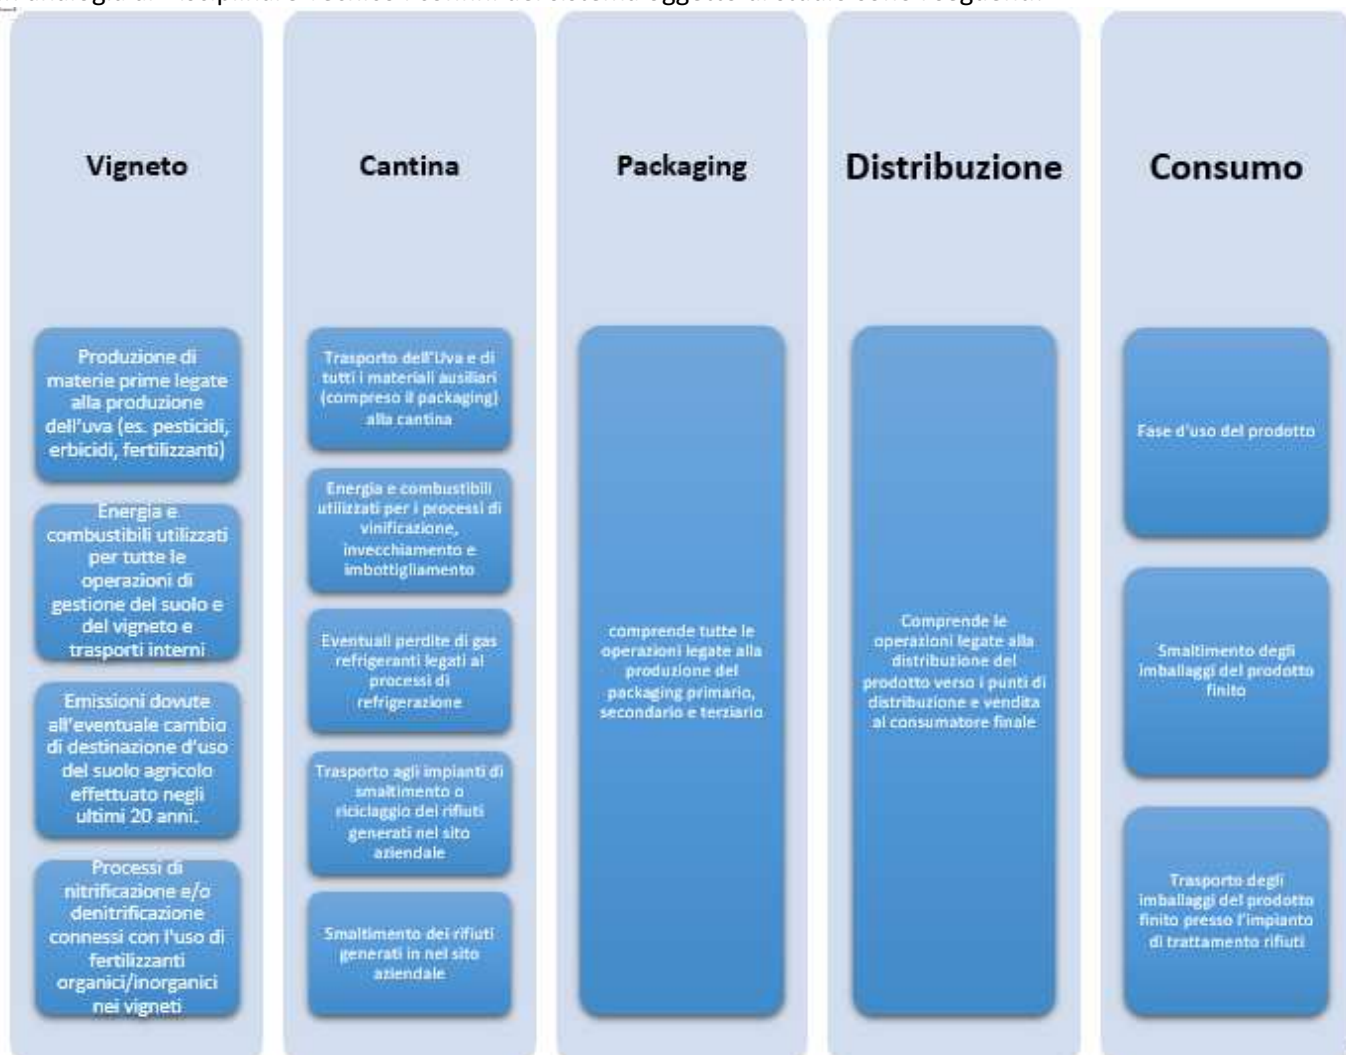 Vigneto
Produzione di
materie prime legate
alla produzione
dell'uva (es. pesticidi,
erbicidi, fertilizzanti)
Energia e
combustibili utilizzati
per tutte le
operazioni di
gestione del suolo e
del vigneto e
trasporti interni
Emissioni dovute
all'eventuale cambio
di destinazione d'uso
del suolo agricolo
effettuato negli
ultimi 20 anni.
Processi di
nitrificazione e/o
denitrificazione
connessi con l'uso di
fertilizzanti
organici/inorganici
nei vigneti
Cantina
Trasporto dell'Uva e di
tutti i materiali ausiliari
(compreso il packaging)
alla cantina
Energia e combustibili
utilizzati per i processi di
vinificazione,
invecchiamento e
imbottigliamento
Eventuali perdite di gas
refrigeranti legati ai
processi di
refrigerazione
Trasporto agli impianti di
smaltimento o
riciclaggio dei rifiuti
generati nel sito
aziendale
Smaltimento dei rifiuti
generati in nel sito
aziendale
Packaging
comprende tutte le
operazioni legate alla
produzione del
packaging primario,
secondario e terziario
Distribuzione
Comprende le
operazioni legate alla
distribuzione del
prodotto verso i punti di
distribuzione e vendita
al consumatore finale
Consumo
Fase d'uso del prodotto
Smaltimento degli
imballaggi del prodotto
finito
Trasporto degli
imballaggi del prodotto
finito presso l'impianto
di trattamento rifiuti